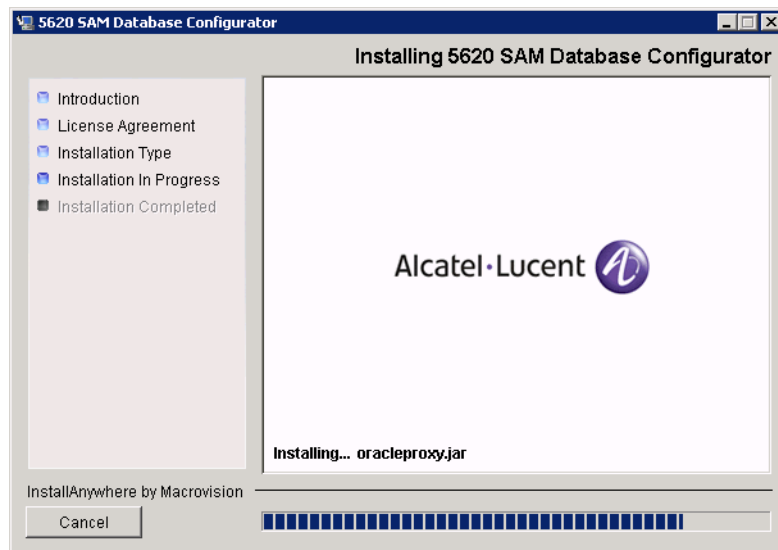 5620 SAM Database Configurator
Installing 5620 SAM Database Configurator
Introduction
License Agreement
Installation Type
Installation In Progress
Installation Completed
Alcatel·Lucent
Installing... oracleproxy.jar
InstallAnywhere by Macrovision
Cancel